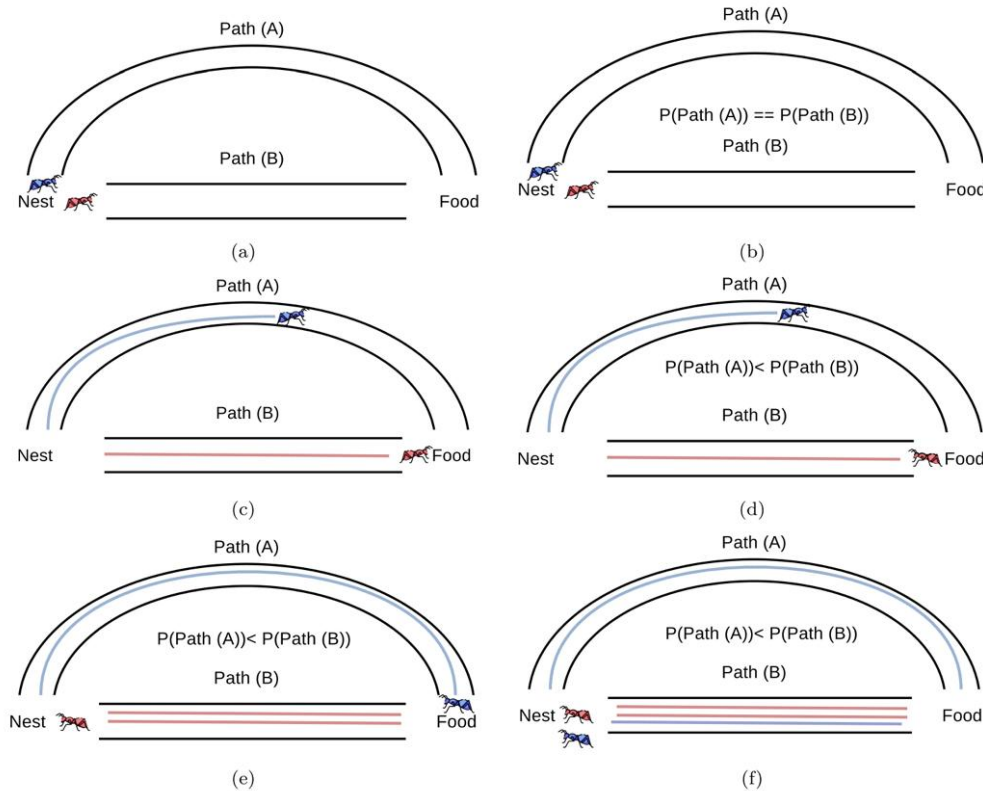 Path (A)
Path (B)
Nest
Food
(a)
Path (A)
P(Path (A)) == P(Path (B))
Path (B)
Nest
Food
(b)
Path (A)
Path (B)
Nest
Food
(c)
Path (A)
P(Path (A))< P(Path (B))
Path (B)
Nest
Food
(d)
Path (A)
P(Path (A))< P(Path (B))
Path (B)
Nest
Food
(e)
Path (A)
P(Path (A))< P(Path (B))
Path (B)
Nest
Food
(f)